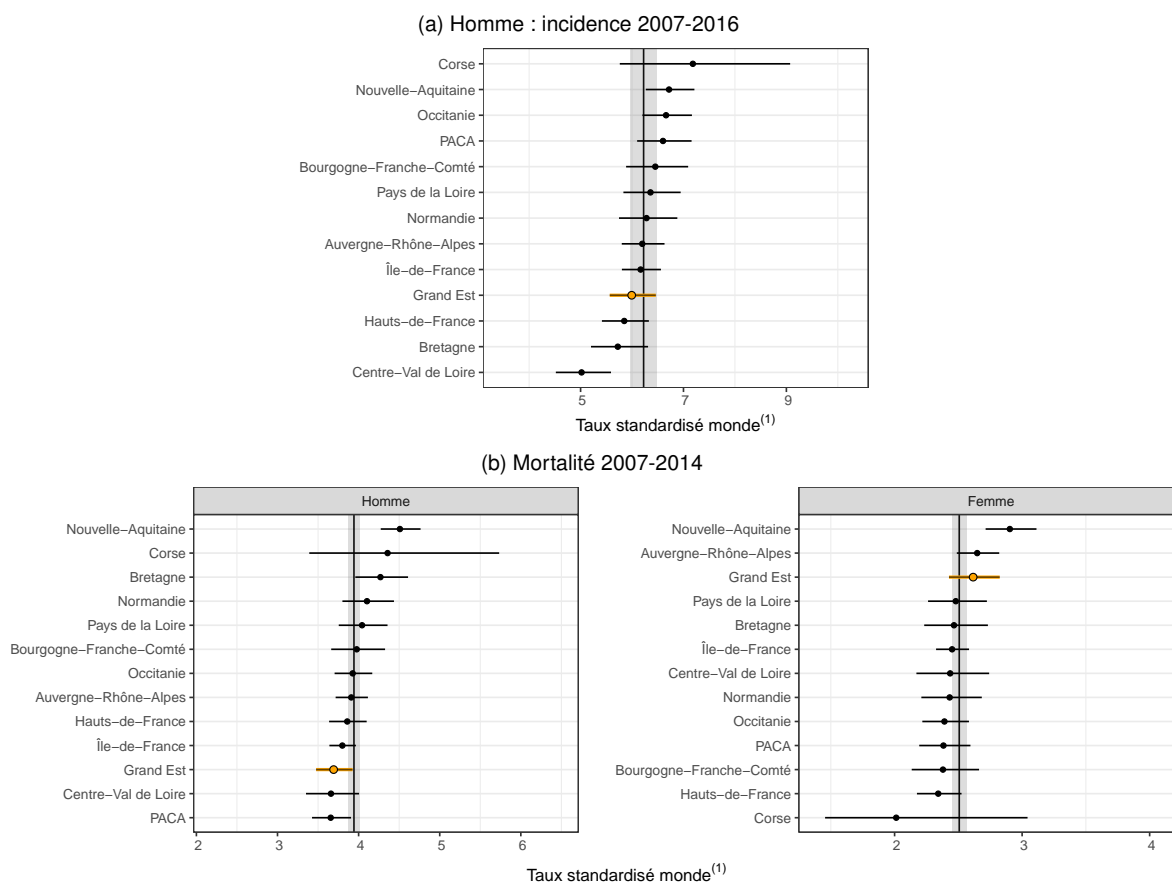 (a) Homme : incidence 2007-2016
Corse
Nouvelle−Aquitaine
Occitanie
PACA
Bourgogne−Franche−Comté
Pays de la Loire
Normandie
Auvergne−Rhône−Alpes
Île−de−France
Grand Est
Hauts−de−France
Bretagne
Centre−Val de Loire
5 7 9
Taux standardisé monde(1)
(b) Mortalité 2007-2014
Homme
Nouvelle−Aquitaine
Corse
Bretagne
Normandie
Pays de la Loire
Bourgogne−Franche−Comté
Occitanie
Auvergne−Rhône−Alpes
Hauts−de−France
Île−de−France
Grand Est
Centre−Val de Loire
PACA
2 3 4 5 6
Femme
Nouvelle−Aquitaine
Auvergne−Rhône−Alpes
Grand Est
Pays de la Loire
Bretagne
Île−de−France
Centre−Val de Loire
Normandie
Occitanie
PACA
Bourgogne−Franche−Comté
Hauts−de−France
Corse
2 3 4
Taux standardisé monde(1)